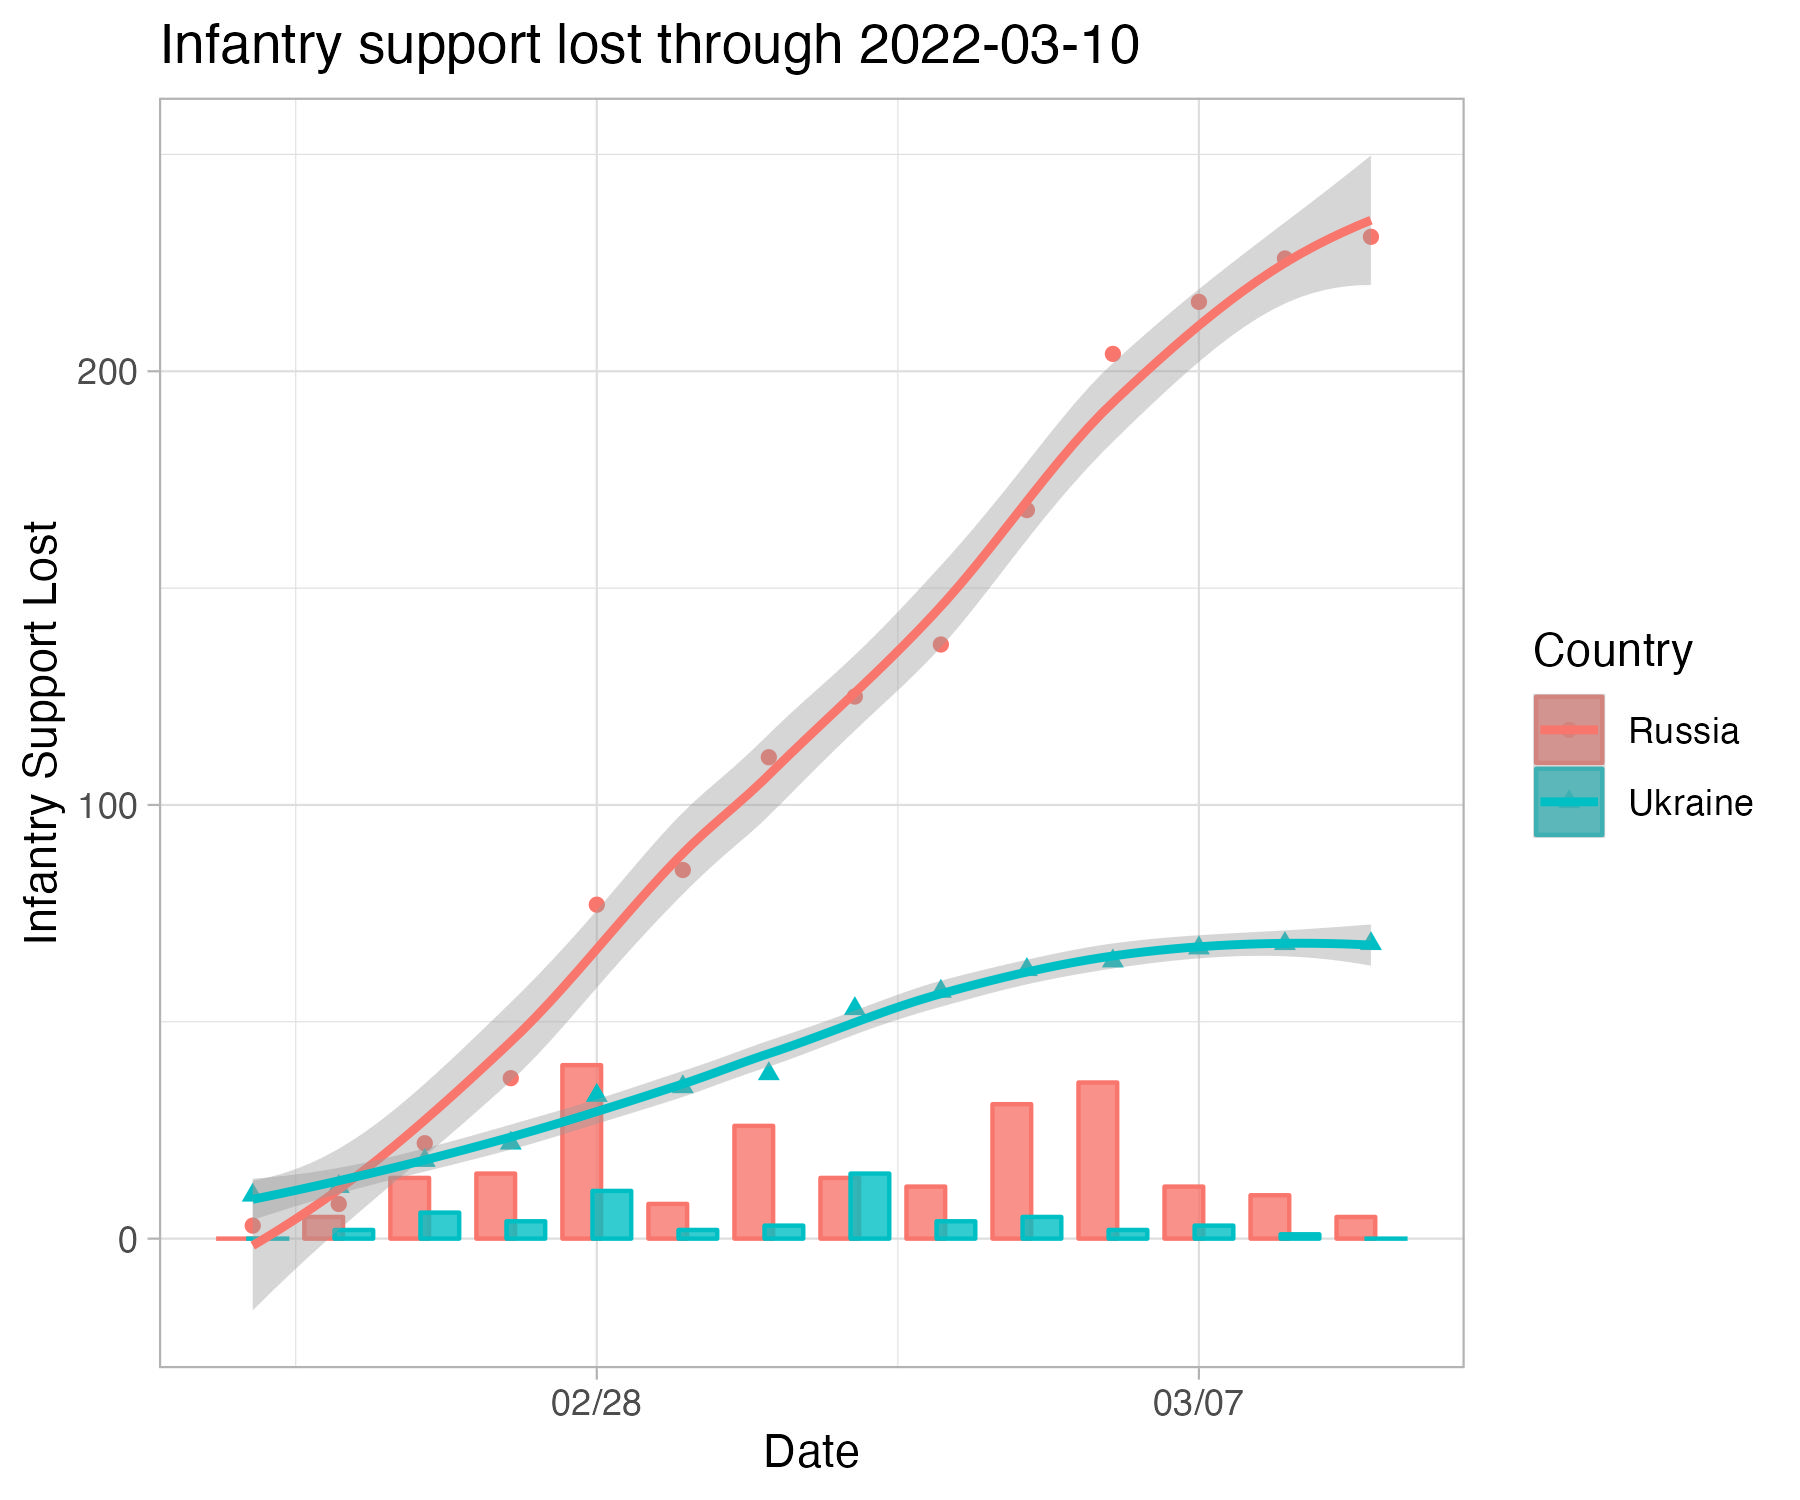 Infantry support lost through 2022-03-10
Infantry Support Lost
200
100
0
02/28
03/07
Date
Country
Russia
Ukraine